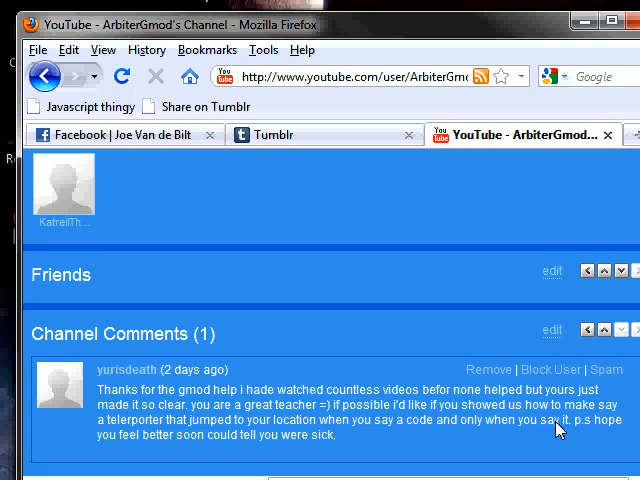 YouTube - ArbiterGmod's Channel - Mozilla Firefox
File Edit View History Bookmarks Tools Help
You Tube http://www.youtube.com/user/ArbiterGmo Google
Javascript thingy Share on Tumblr
Facebook | Joe Van de Bilt Tumblr YouTube - ArbiterGmod...
KatreilTh...
Friends edit
Channel Comments (1) edit
yurisdeath (2 days ago) Remove | Block User | Spam
Thanks for the gmod help i hade watched countless videos befor none helped but yours just
made it so clear. you are a great teacher =) if possible i'd like if you showed us how to make say
a telerporter that jumped to your location when you say a code and only when you say it. p.s hope
you feel better soon could tell you were sick.